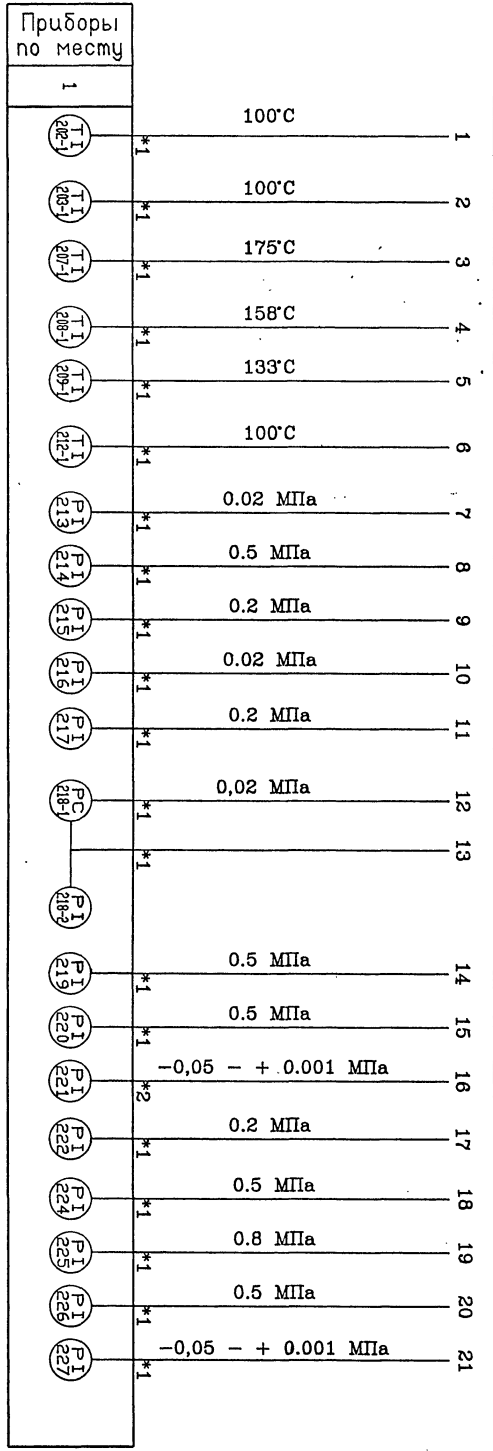 Приборы
по месту
1
TI
202-1
*1
100°C
1
TI
203-1
*1
100°C
2
TI
207-1
*1
175°C
3
TI
208-1
*1
158°C
4
TI
209-1
*1
133°C
5
TI
212-1
*1
100°C
6
PI
213
*1
0.02 МПа
7
PI
214
*1
0.5 МПа
8
PI
215
*1
0.2 МПа
9
PI
216
*1
0.02 МПа
10
PI
217
*1
0.2 МПа
11
PC
218-1
*1
0,02 МПа
12
*1
13
PI
218-2
PI
219
*1
0.5 МПа
14
PI
220
*1
0.5 МПа
15
PI
221
*2
-0,05 - + 0.001 МПа
16
PI
222
*1
0.2 МПа
17
PI
224
*1
0.5 МПа
18
PI
225
*1
0.8 МПа
19
PI
226
*1
0.5 МПа
20
PI
227
*1
-0,05 - + 0.001 МПа
21